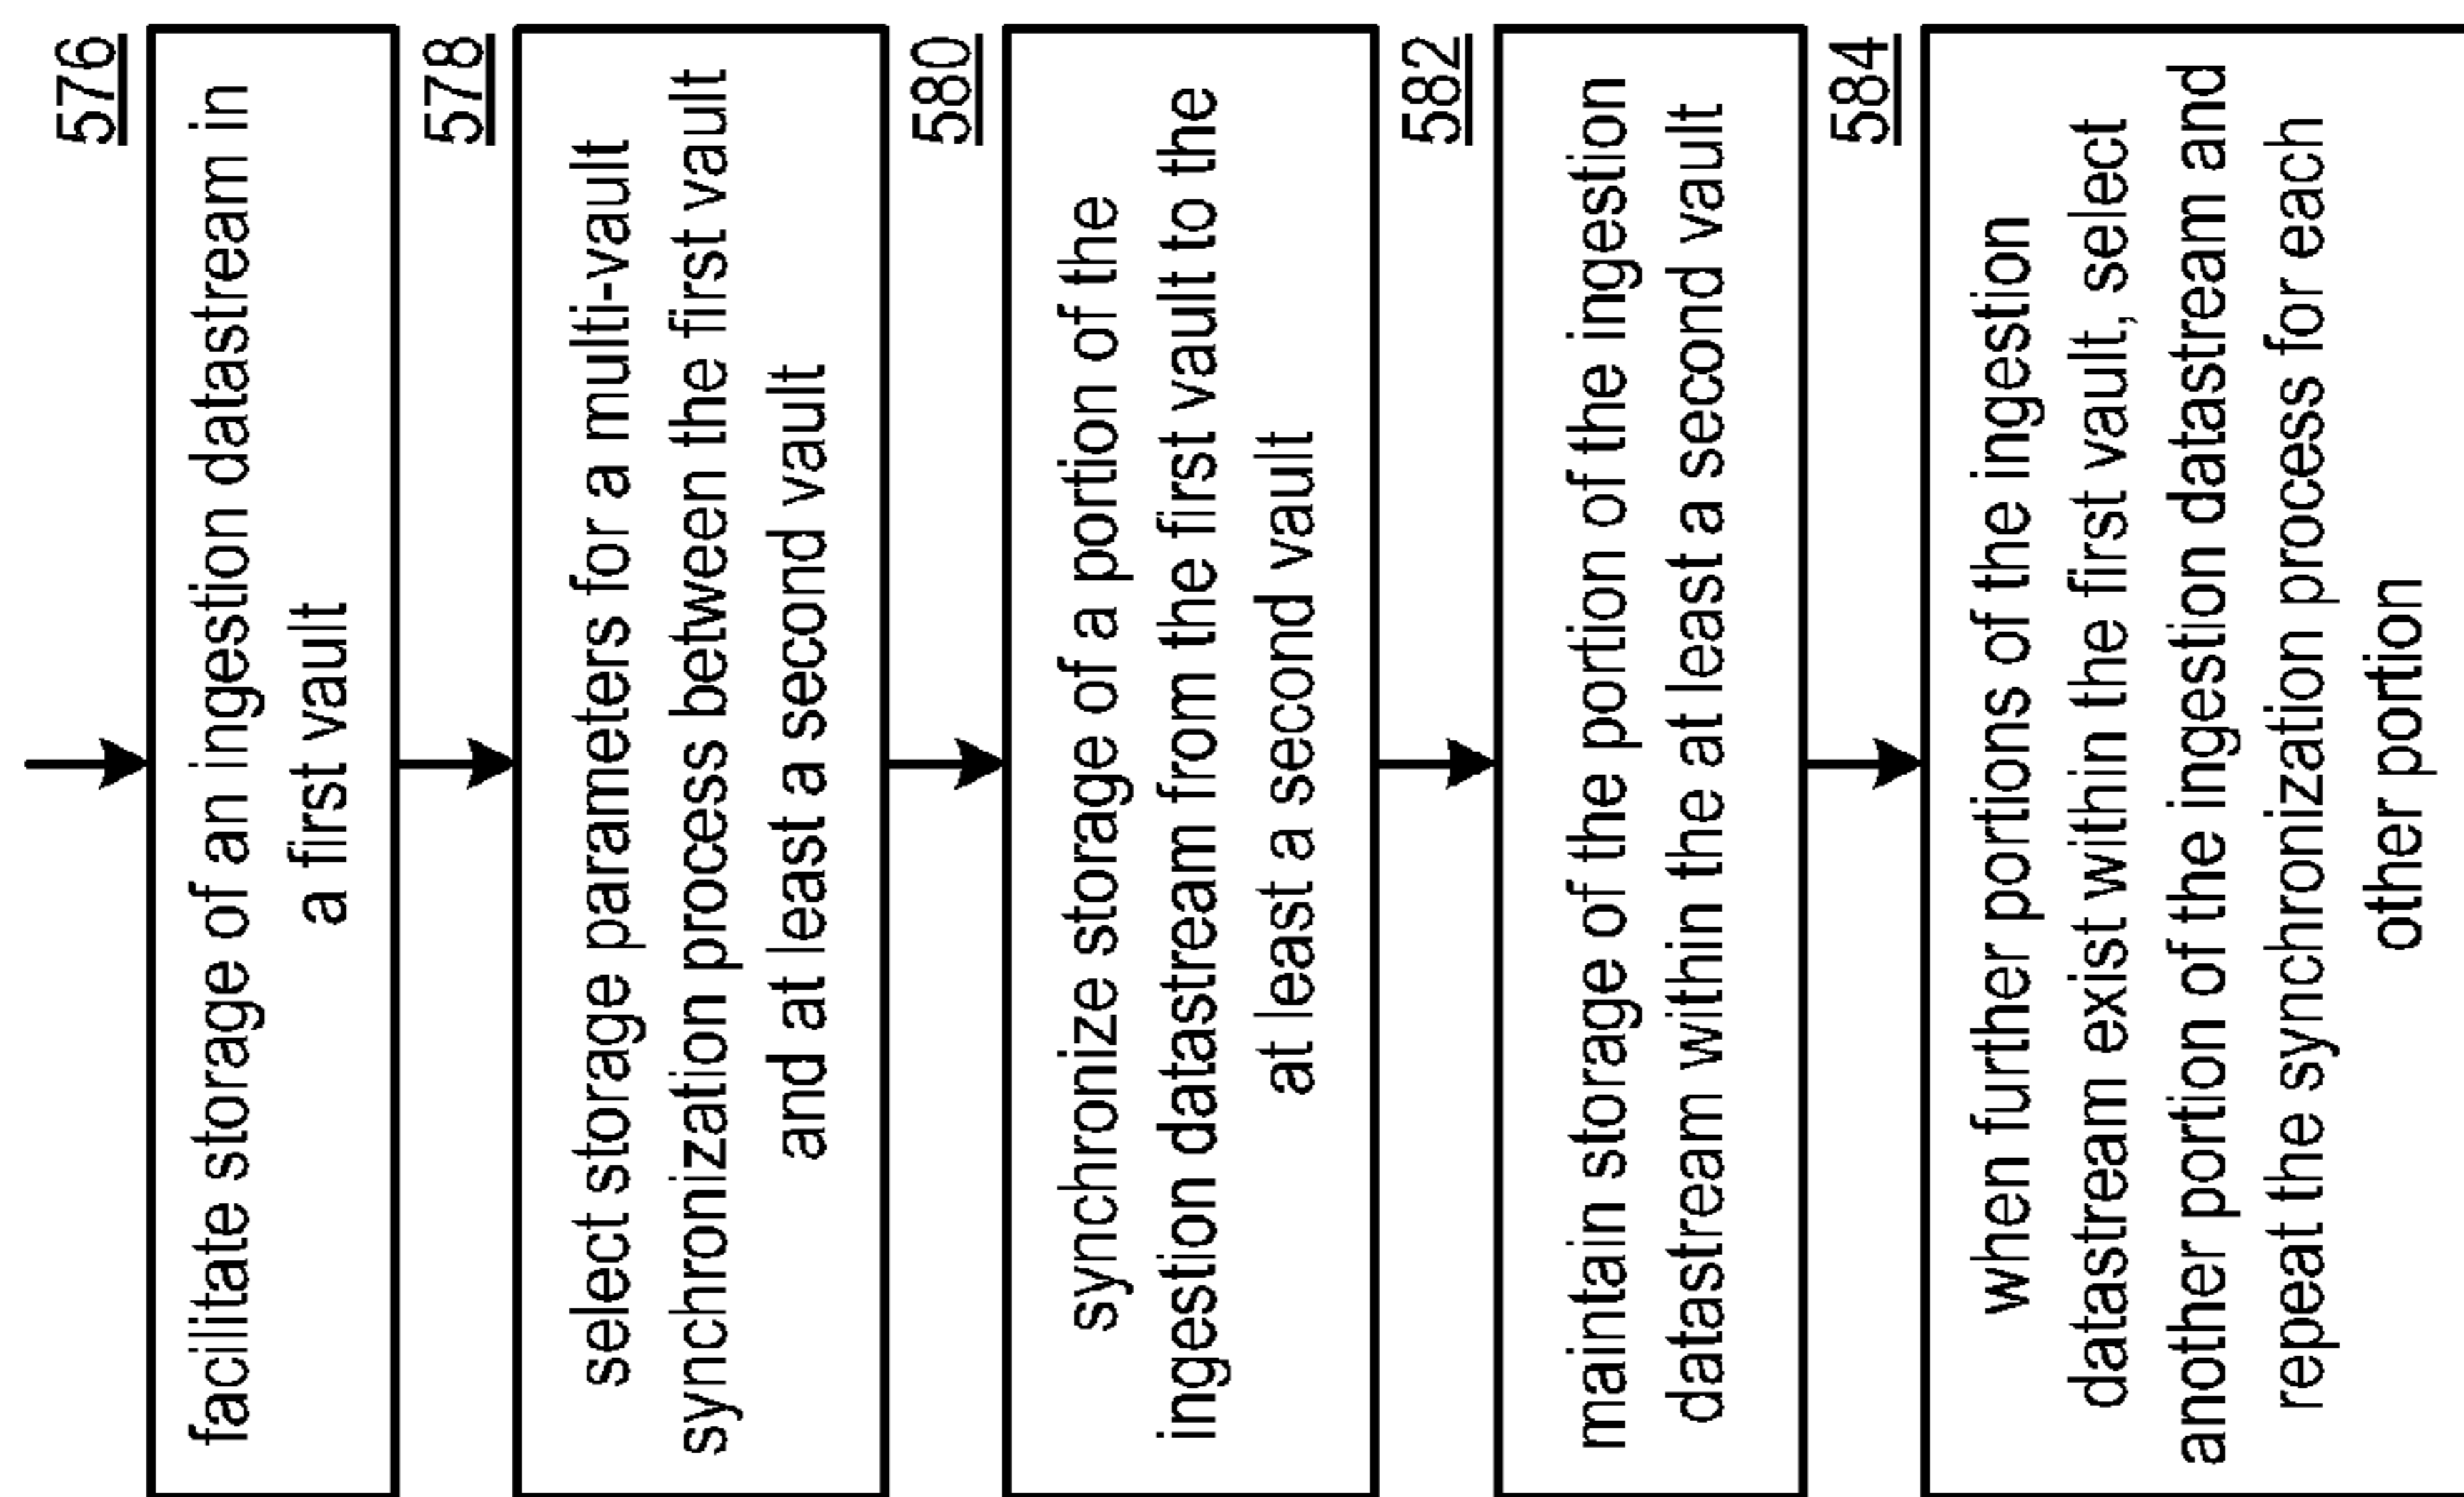 576
facilitate storage of an ingestion datastream in
a first vault
578
select storage parameters for a multi-vault
synchronization process between the first vault
and at least a second vault
580
synchronize storage of a portion of the
ingestion datastream from the first vault to the
at least a second vault
582
maintain storage of the portion of the ingestion
datastream within the at least a second vault
584
when further portions of the ingestion
datastream exist within the first vault, select
another portion of the ingestion datastream and
repeat the synchronization process for each
other portion